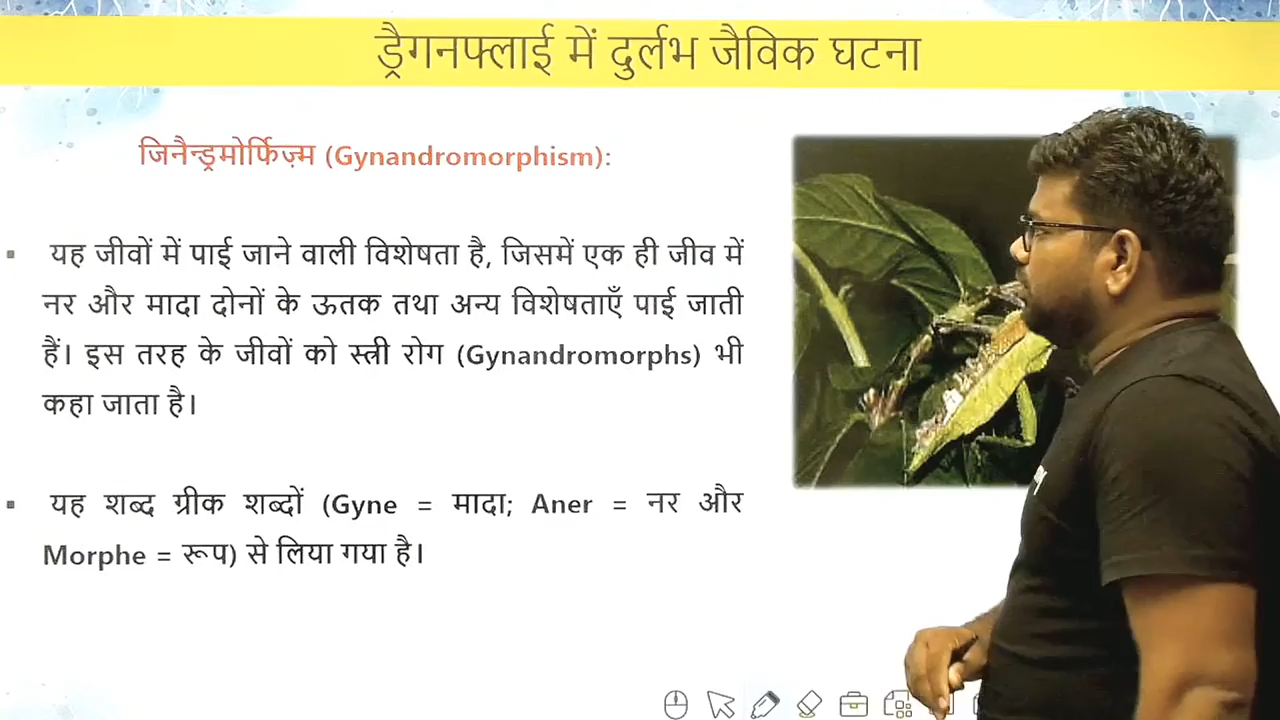 ड्रैगनफ्लाई में दुर्लभ जैविक घटना
जिनैन्ड्रमोर्फिज़्म (Gynandromorphism):
▪ यह जीवों में पाई जाने वाली विशेषता है, जिसमें एक ही जीव में
नर और मादा दोनों के ऊतक तथा अन्य विशेषताएँ पाई जाती
हैं। इस तरह के जीवों को स्त्री रोग (Gynandromorphs) भी
कहा जाता है।
▪ यह शब्द ग्रीक शब्दों (Gyne = मादा; Aner = नर और
Morphe = रूप) से लिया गया है।